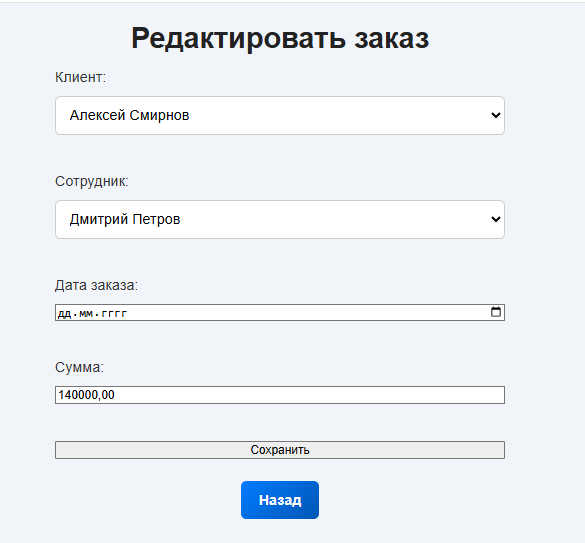 Редактировать заказ
Клиент:
Алексей Смирнов
Сотрудник:
Дмитрий Петров
Дата заказа:
дд.мм.гггг
Сумма:
140000,00
Сохранить
Назад